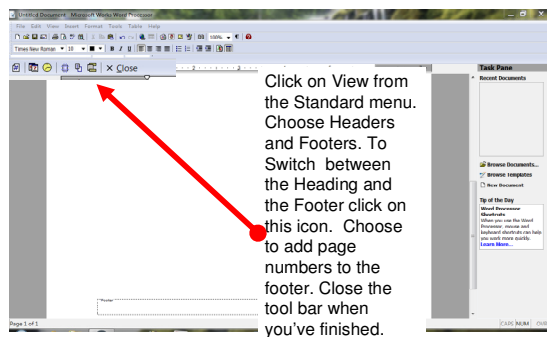 Untitled Document - Microsoft Works Word Processor
File Edit View Insert Format Tools Table Help
100%
Times New Roman 10 B I U
Close
Task Pane
Recent Documents
Browse Documents...
Browse Templates
New Document
Tip of the Day
Word Processor
Shortcuts
When you use the Word
Processor, mouse and
keyboard shortcuts can help
you work more quickly.
Learn More...
Click on View from
the Standard menu.
Choose Headers
and Footers. To
Switch between
the Heading and
the Footer click on
this icon. Choose
to add page
numbers to the
footer. Close the
tool bar when
you've finished.
Footer
Page 1 of 1
CAPS NUM